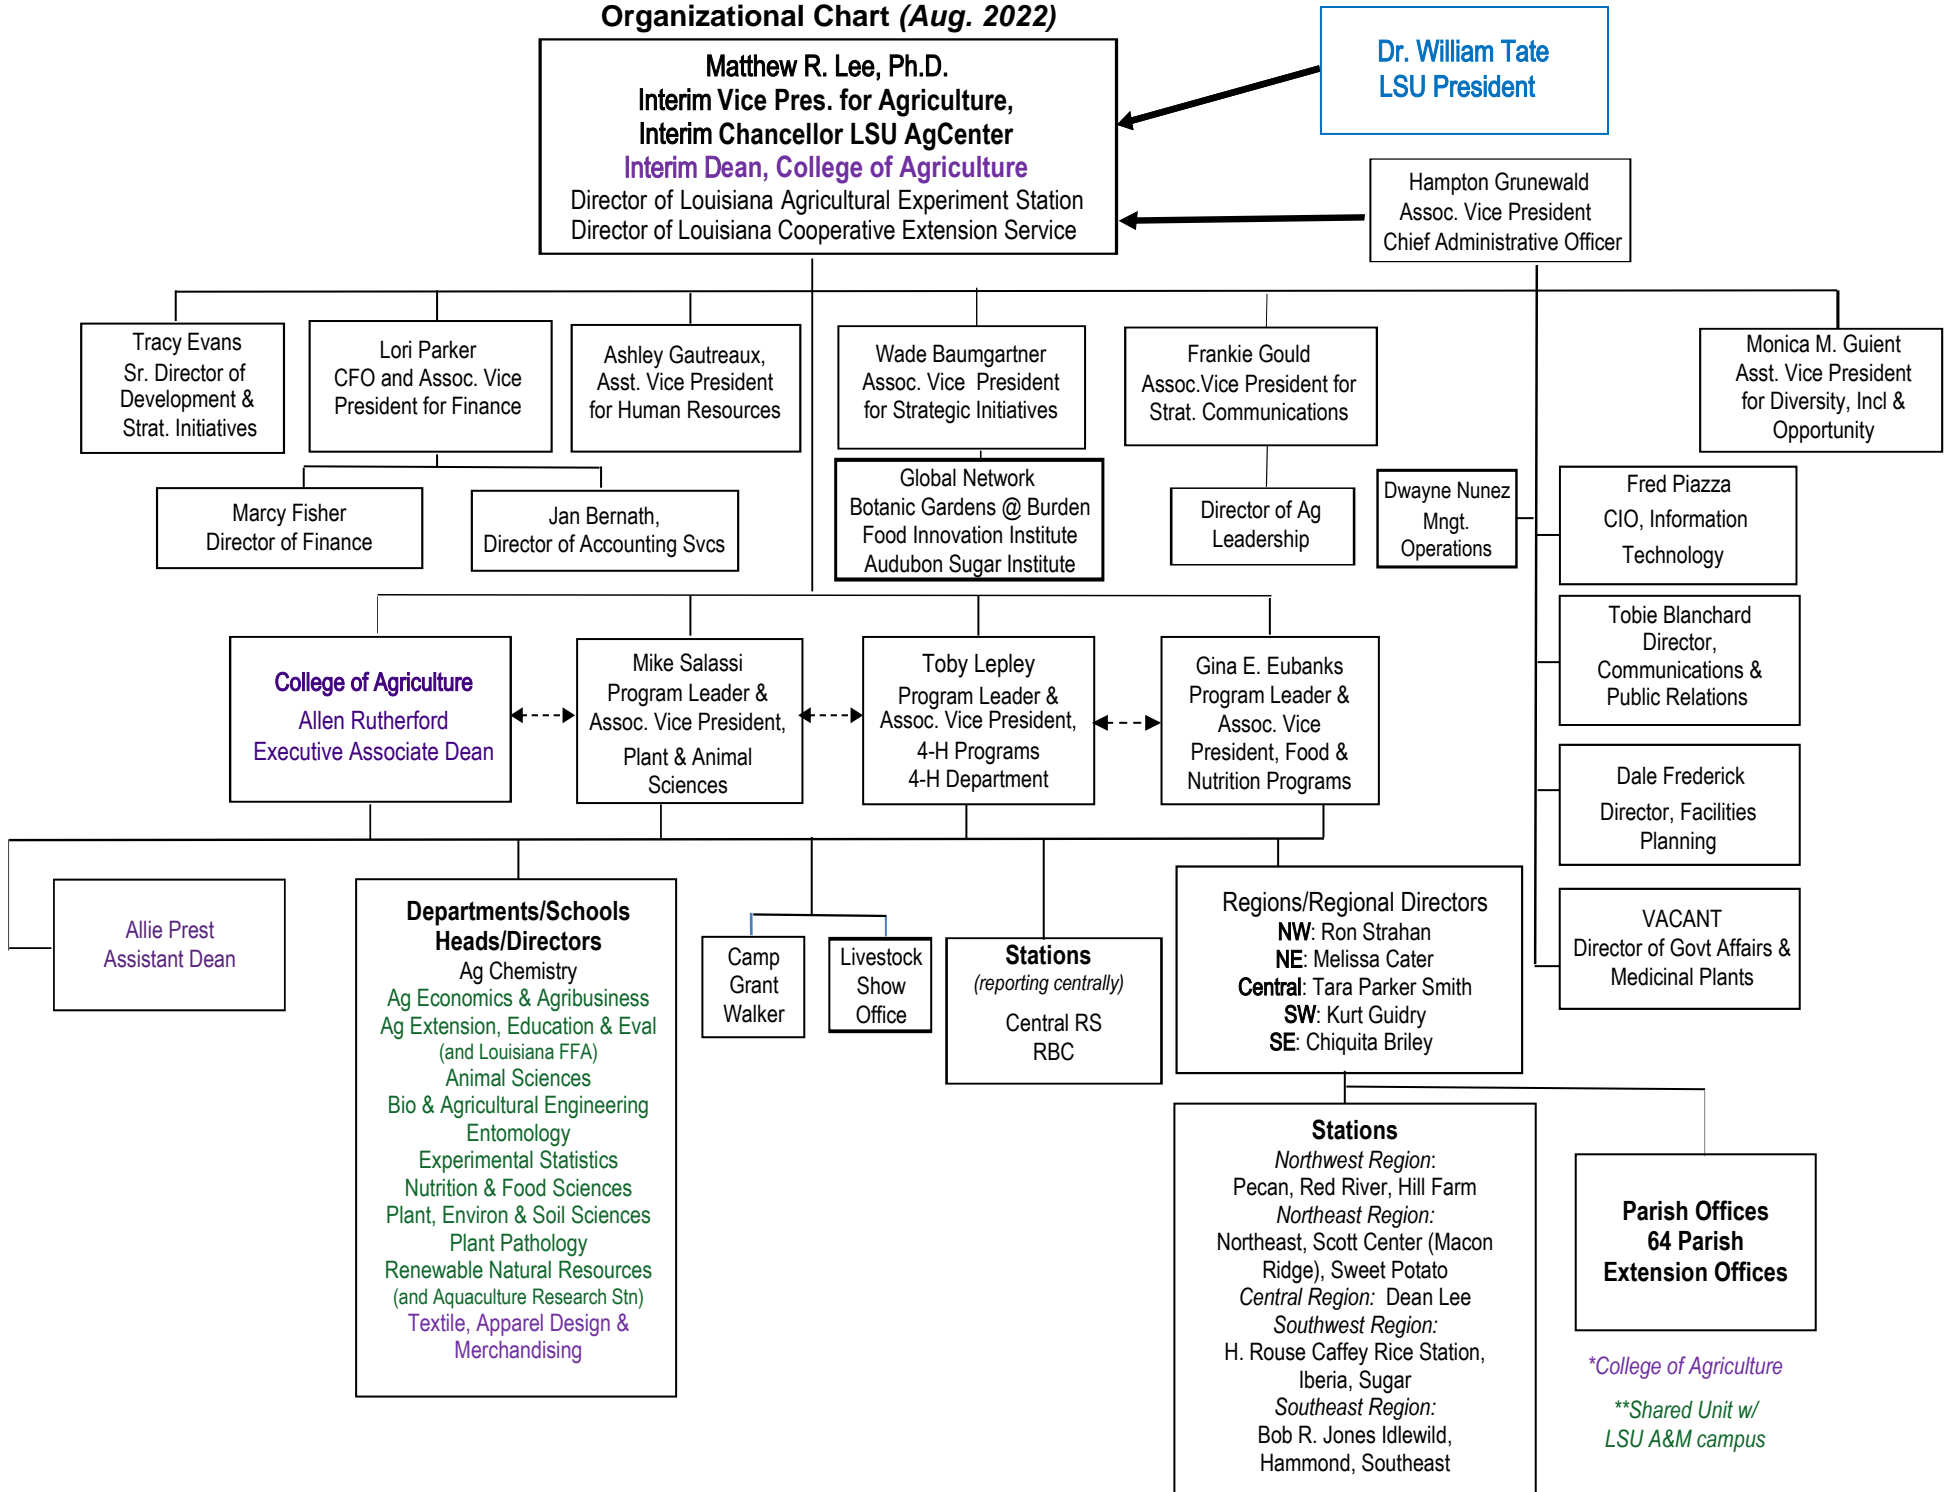 Organizational Chart (Aug. 2022)
Matthew R. Lee, Ph.D.
Interim Vice Pres. for Agriculture,
Interim Chancellor LSU AgCenter
Interim Dean, College of Agriculture
Director of Louisiana Agricultural Experiment Station
Director of Louisiana Cooperative Extension Service
Dr. William Tate
LSU President
Hampton Grunewald
Assoc. Vice President
Chief Administrative Officer
Tracy Evans
Sr. Director of
Development &
Strat. Initiatives
Lori Parker
CFO and Assoc. Vice
President for Finance
Ashley Gautreaux,
Asst. Vice President
for Human Resources
Wade Baumgartner
Assoc. Vice President
for Strategic Initiatives
Frankie Gould
Assoc.Vice President for
Strat. Communications
Monica M. Guient
Asst. Vice President
for Diversity, Incl &
Opportunity
Marcy Fisher
Director of Finance
Jan Bernath,
Director of Accounting Svcs
Global Network
Botanic Gardens @ Burden
Food Innovation Institute
Audubon Sugar Institute
Director of Ag
Leadership
Dwayne Nunez
Mngt.
Operations
Fred Piazza
CIO, Information
Technology
Tobie Blanchard
Director,
Communications &
Public Relations
Dale Frederick
Director, Facilities
Planning
VACANT
Director of Govt Affairs &
Medicinal Plants
College of Agriculture
Allen Rutherford
Executive Associate Dean
Mike Salassi
Program Leader &
Assoc. Vice President,
Plant & Animal
Sciences
Toby Lepley
Program Leader &
Assoc. Vice President,
4-H Programs
4-H Department
Gina E. Eubanks
Program Leader &
Assoc. Vice
President, Food &
Nutrition Programs
Allie Prest
Assistant Dean
Departments/Schools
Heads/Directors
Ag Chemistry
Ag Economics & Agribusiness
Ag Extension, Education & Eval
(and Louisiana FFA)
Animal Sciences
Bio & Agricultural Engineering
Entomology
Experimental Statistics
Nutrition & Food Sciences
Plant, Environ & Soil Sciences
Plant Pathology
Renewable Natural Resources
(and Aquaculture Research Stn)
Textile, Apparel Design &
Merchandising
Camp
Grant
Walker
Livestock
Show
Office
Stations
(reporting centrally)
Central RS
RBC
Regions/Regional Directors
NW: Ron Strahan
NE: Melissa Cater
Central: Tara Parker Smith
SW: Kurt Guidry
SE: Chiquita Briley
Stations
Northwest Region:
Pecan, Red River, Hill Farm
Northeast Region:
Northeast, Scott Center (Macon
Ridge), Sweet Potato
Central Region: Dean Lee
Southwest Region:
H. Rouse Caffey Rice Station,
Iberia, Sugar
Southeast Region:
Bob R. Jones Idlewild,
Hammond, Southeast
Parish Offices
64 Parish
Extension Offices
*College of Agriculture
**Shared Unit w/
LSU A&M campus